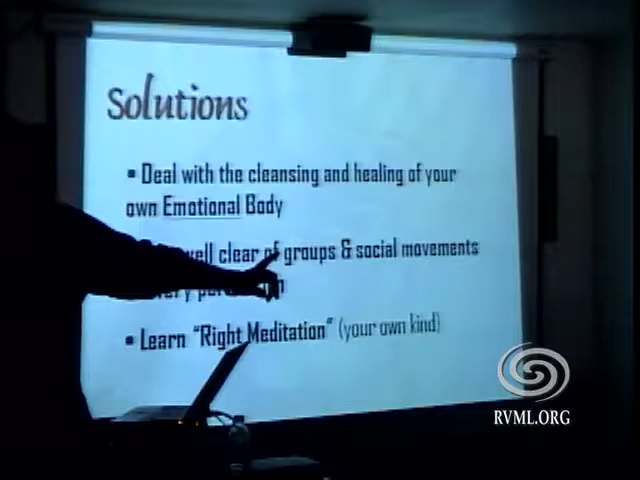 Solutions
• Deal with the cleansing and healing of your
own Emotional Body
well clear of groups & social movements
• Learn "Right Meditation" (your own kind)
RVML.ORG